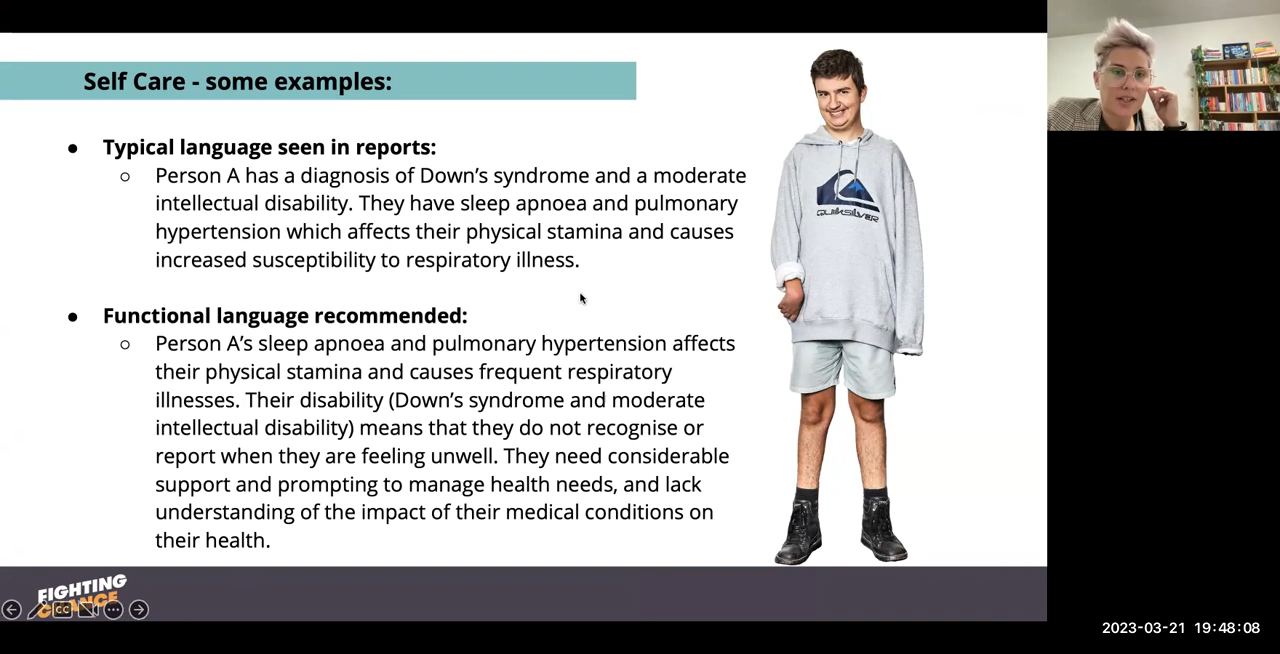 Self Care - some examples:
● Typical language seen in reports:
○ Person A has a diagnosis of Down’s syndrome and a moderate
intellectual disability. They have sleep apnoea and pulmonary
hypertension which affects their physical stamina and causes
increased susceptibility to respiratory illness.
● Functional language recommended:
○ Person A’s sleep apnoea and pulmonary hypertension affects
their physical stamina and causes frequent respiratory
illnesses. Their disability (Down’s syndrome and moderate
intellectual disability) means that they do not recognise or
report when they are feeling unwell. They need considerable
support and prompting to manage health needs, and lack
understanding of the impact of their medical conditions on
their health.
QUIKSILVER
FIGHTING
CHANCE
CC
2023-03-21 19:48:08